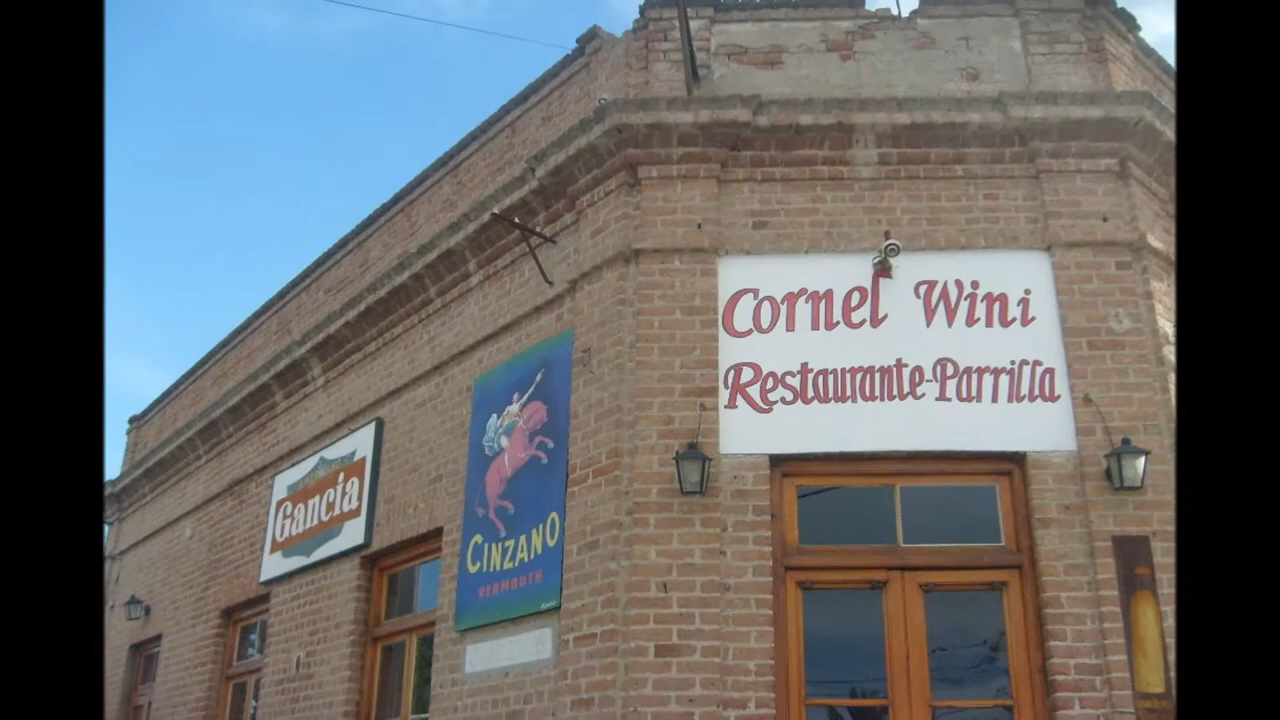 Cornel Wini
Restaurante-Parrilla
Gancia
CINZANO
VERMOUTH